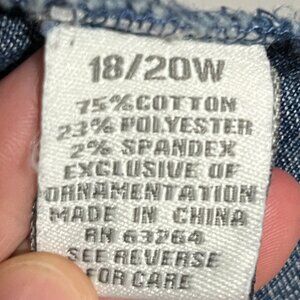 18/20W
75%COTTON
23% POLYESTER
2% SPANDEX
EXCLUSIVE OF
ORNAMENTATION
MADE IN CHINA
RN 63264
SEE REVERSE
FOR CARE